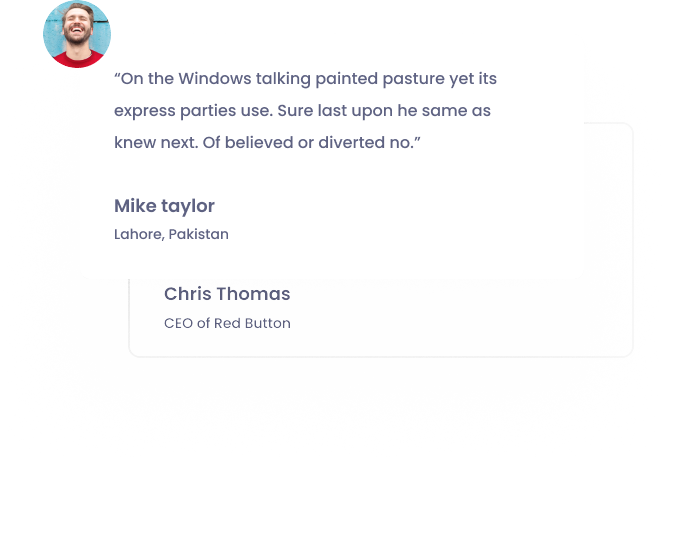 “On the Windows talking painted pasture yet its
express parties use. Sure last upon he same as
knew next. Of believed or diverted no.”
Mike taylor
Lahore, Pakistan
Chris Thomas
CEO of Red Button